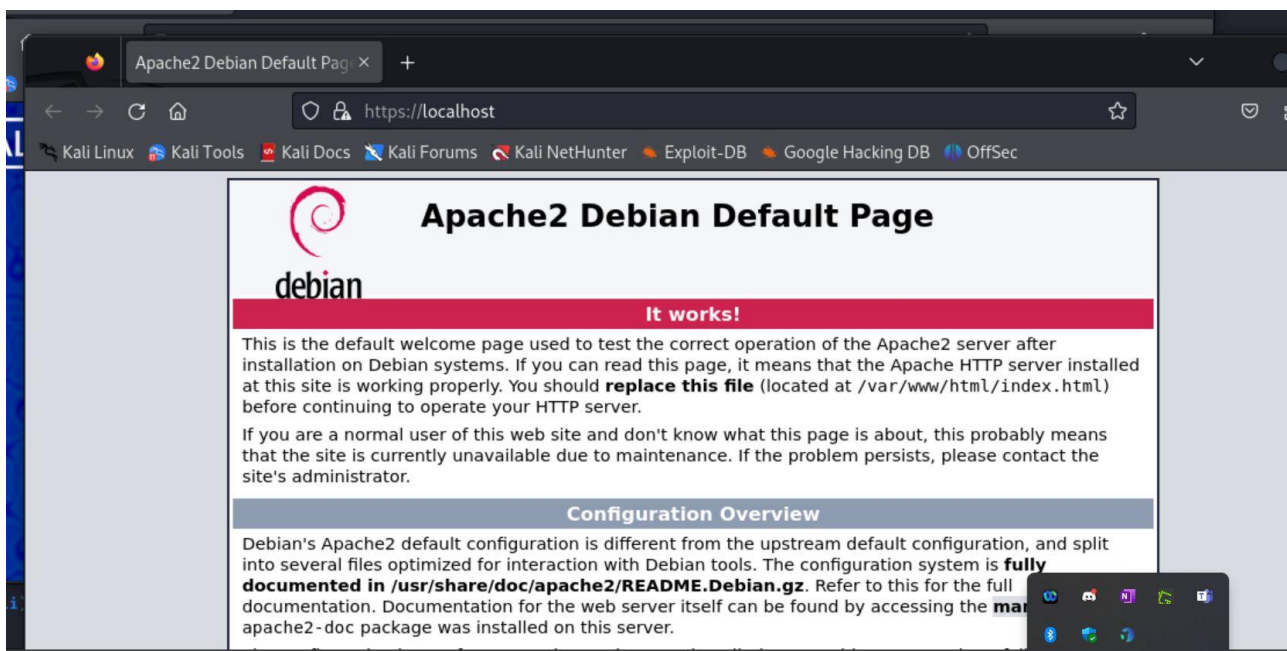 Apache2 Debian Default Page
https://localhost
Kali Linux Kali Tools Kali Docs Kali Forums Kali NetHunter Exploit-DB Google Hacking DB OffSec
Apache2 Debian Default Page
debian
It works!
This is the default welcome page used to test the correct operation of the Apache2 server after
installation on Debian systems. If you can read this page, it means that the Apache HTTP server installed
at this site is working properly. You should replace this file (located at /var/www/html/index.html)
before continuing to operate your HTTP server.
If you are a normal user of this web site and don't know what this page is about, this probably means
that the site is currently unavailable due to maintenance. If the problem persists, please contact the
site's administrator.
Configuration Overview
Debian's Apache2 default configuration is different from the upstream default configuration, and split
into several files optimized for interaction with Debian tools. The configuration system is fully
documented in /usr/share/doc/apache2/README.Debian.gz. Refer to this for the full
documentation. Documentation for the web server itself can be found by accessing the
apache2-doc package was installed on this server.